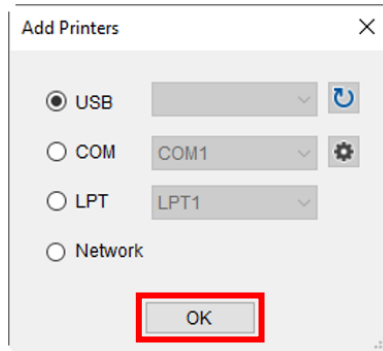 Add Printers
USB
COM COM1
LPT LPT1
Network
OK